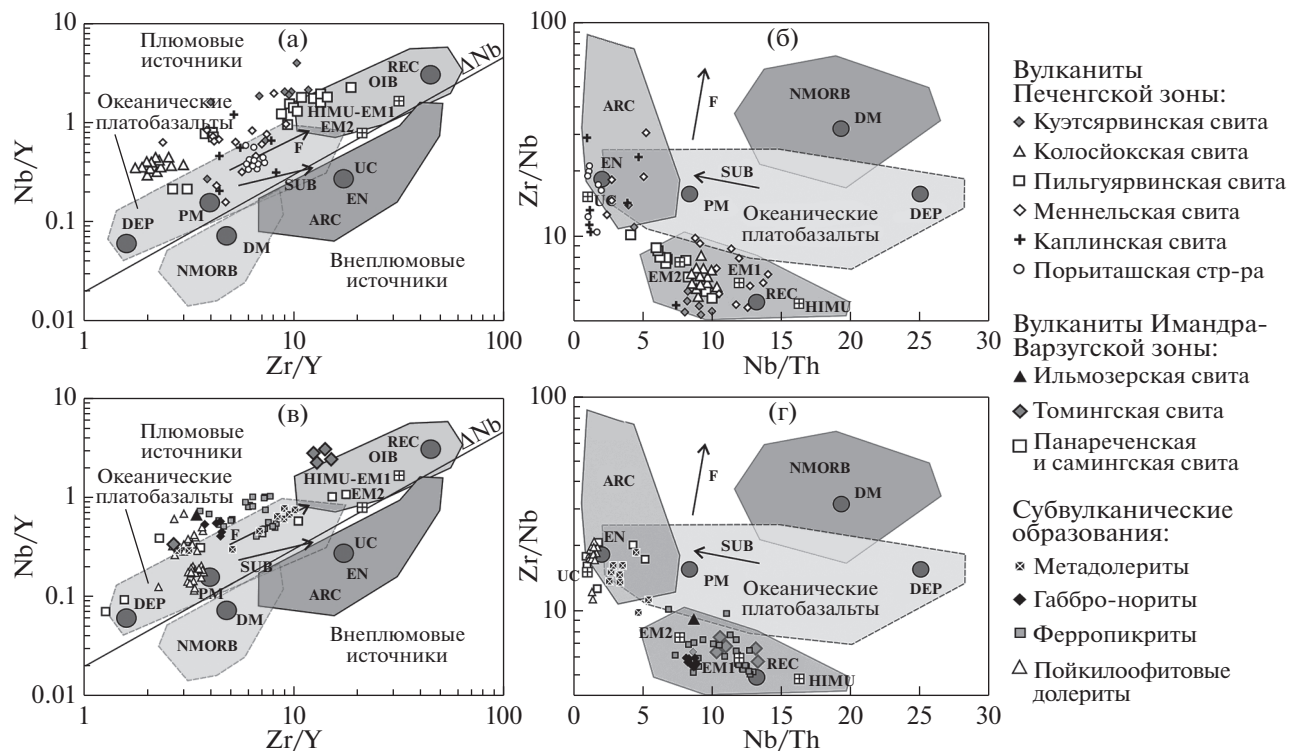 (а)
10
1
0.1
0.01
Nb/Y
Zr/Y
10
100
Плюмовые
источники
Океанические
платобазальты
ΔNb
REC
OIB
HIMU-EM1
EM2
F
SUB
UC
EN
ARC
PM
DEP
DM
NMORB
Внеплюмовые
источники
(б)
100
10
Zr/Nb
0
5
10
15
20
25
30
Nb/Th
ARC
F
NMORB
DM
EN
SUB
PM
Океанические
платобазальты
DEP
EM2
EM1
REC
HIMU
(в)
10
1
0.1
0.01
Nb/Y
1
10
100
Zr/Y
Плюмовые
источники
Океанические
платобазальты
ΔNb
REC
OIB
HIMU-EM1
EM2
F
SUB
UC
EN
ARC
PM
DEP
DM
NMORB
Внеплюмовые
источники
(г)
100
10
Zr/Nb
0
5
10
15
20
25
30
Nb/Th
ARC
F
NMORB
DM
EN
UC
SUB
PM
Океанические
платобазальты
DEP
EM2
EM1
REC
HIMU
Вулканиты
Печенгской зоны:
Куэтсярвинская свита
Колосйокская свита
Пильгуярвинская свита
Меннельская свита
Каплинская свита
Порьиташская стр-ра
Вулканиты Имандра-
Варзугской зоны:
Ильмозерская свита
Томингская свита
Панареченская
и самингская свита
Субвулканические
образования:
Метадолериты
Габбро-нориты
Ферропикриты
Пойкилоофитовые
долериты